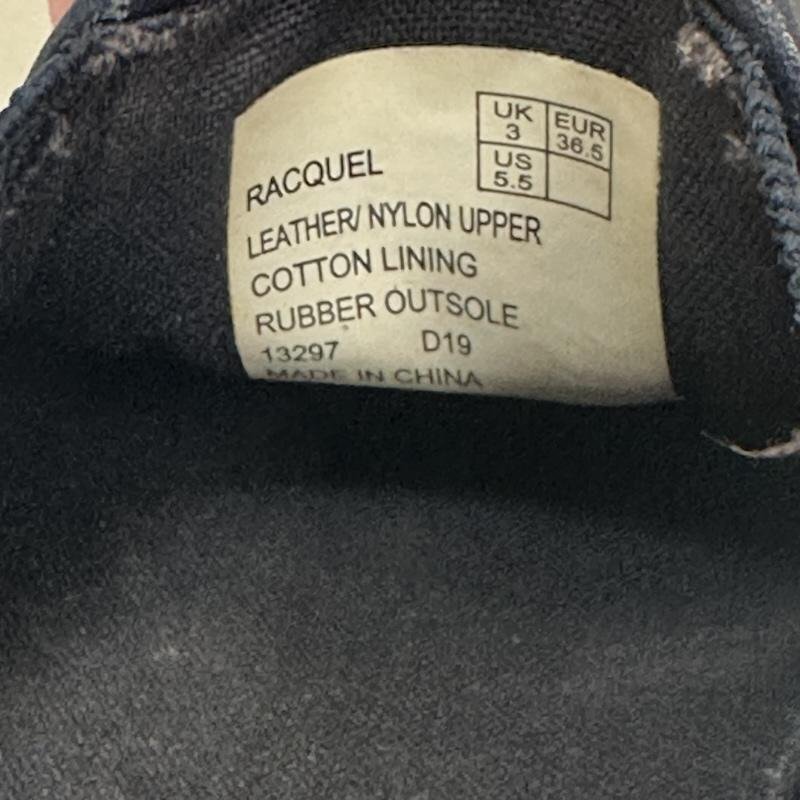 UK 3 EUR 36.5
US 5.5
RACQUEL
LEATHER/ NYLON UPPER
COTTON LINING
RUBBER OUTSOLE
13297 D19
MADE IN CHINA